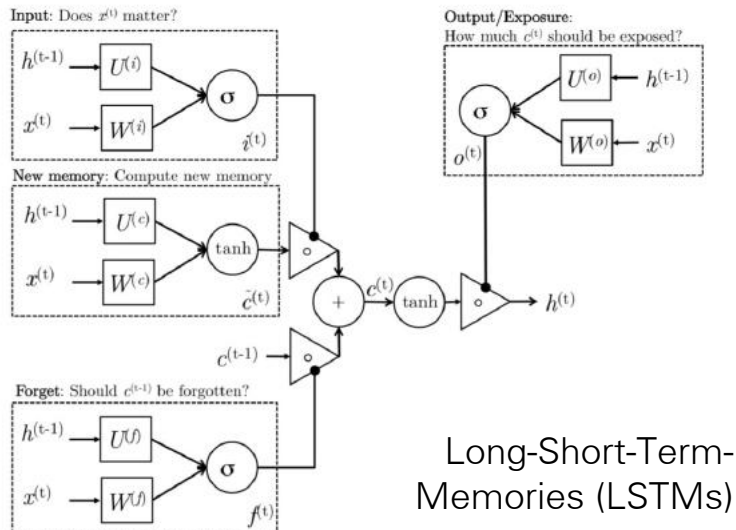 Input: Does x⁽ᵗ⁾ matter?
h⁽ᵗ⁻¹⁾
U⁽ⁱ⁾
σ
x⁽ᵗ⁾
W⁽ⁱ⁾
i⁽ᵗ⁾
Output/Exposure:
How much c⁽ᵗ⁾ should be exposed?
U⁽ᵒ⁾
h⁽ᵗ⁻¹⁾
σ
W⁽ᵒ⁾
x⁽ᵗ⁾
o⁽ᵗ⁾
New memory: Compute new memory
h⁽ᵗ⁻¹⁾
U⁽ᶜ⁾
tanh
x⁽ᵗ⁾
W⁽ᶜ⁾
c̃⁽ᵗ⁾
∘
+
c⁽ᵗ⁾
tanh
∘
h⁽ᵗ⁾
c⁽ᵗ⁻¹⁾
∘
Forget: Should c⁽ᵗ⁻¹⁾ be forgotten?
h⁽ᵗ⁻¹⁾
U⁽ᶠ⁾
σ
x⁽ᵗ⁾
W⁽ᶠ⁾
f⁽ᵗ⁾
Long-Short-Term-
Memories (LSTMs)